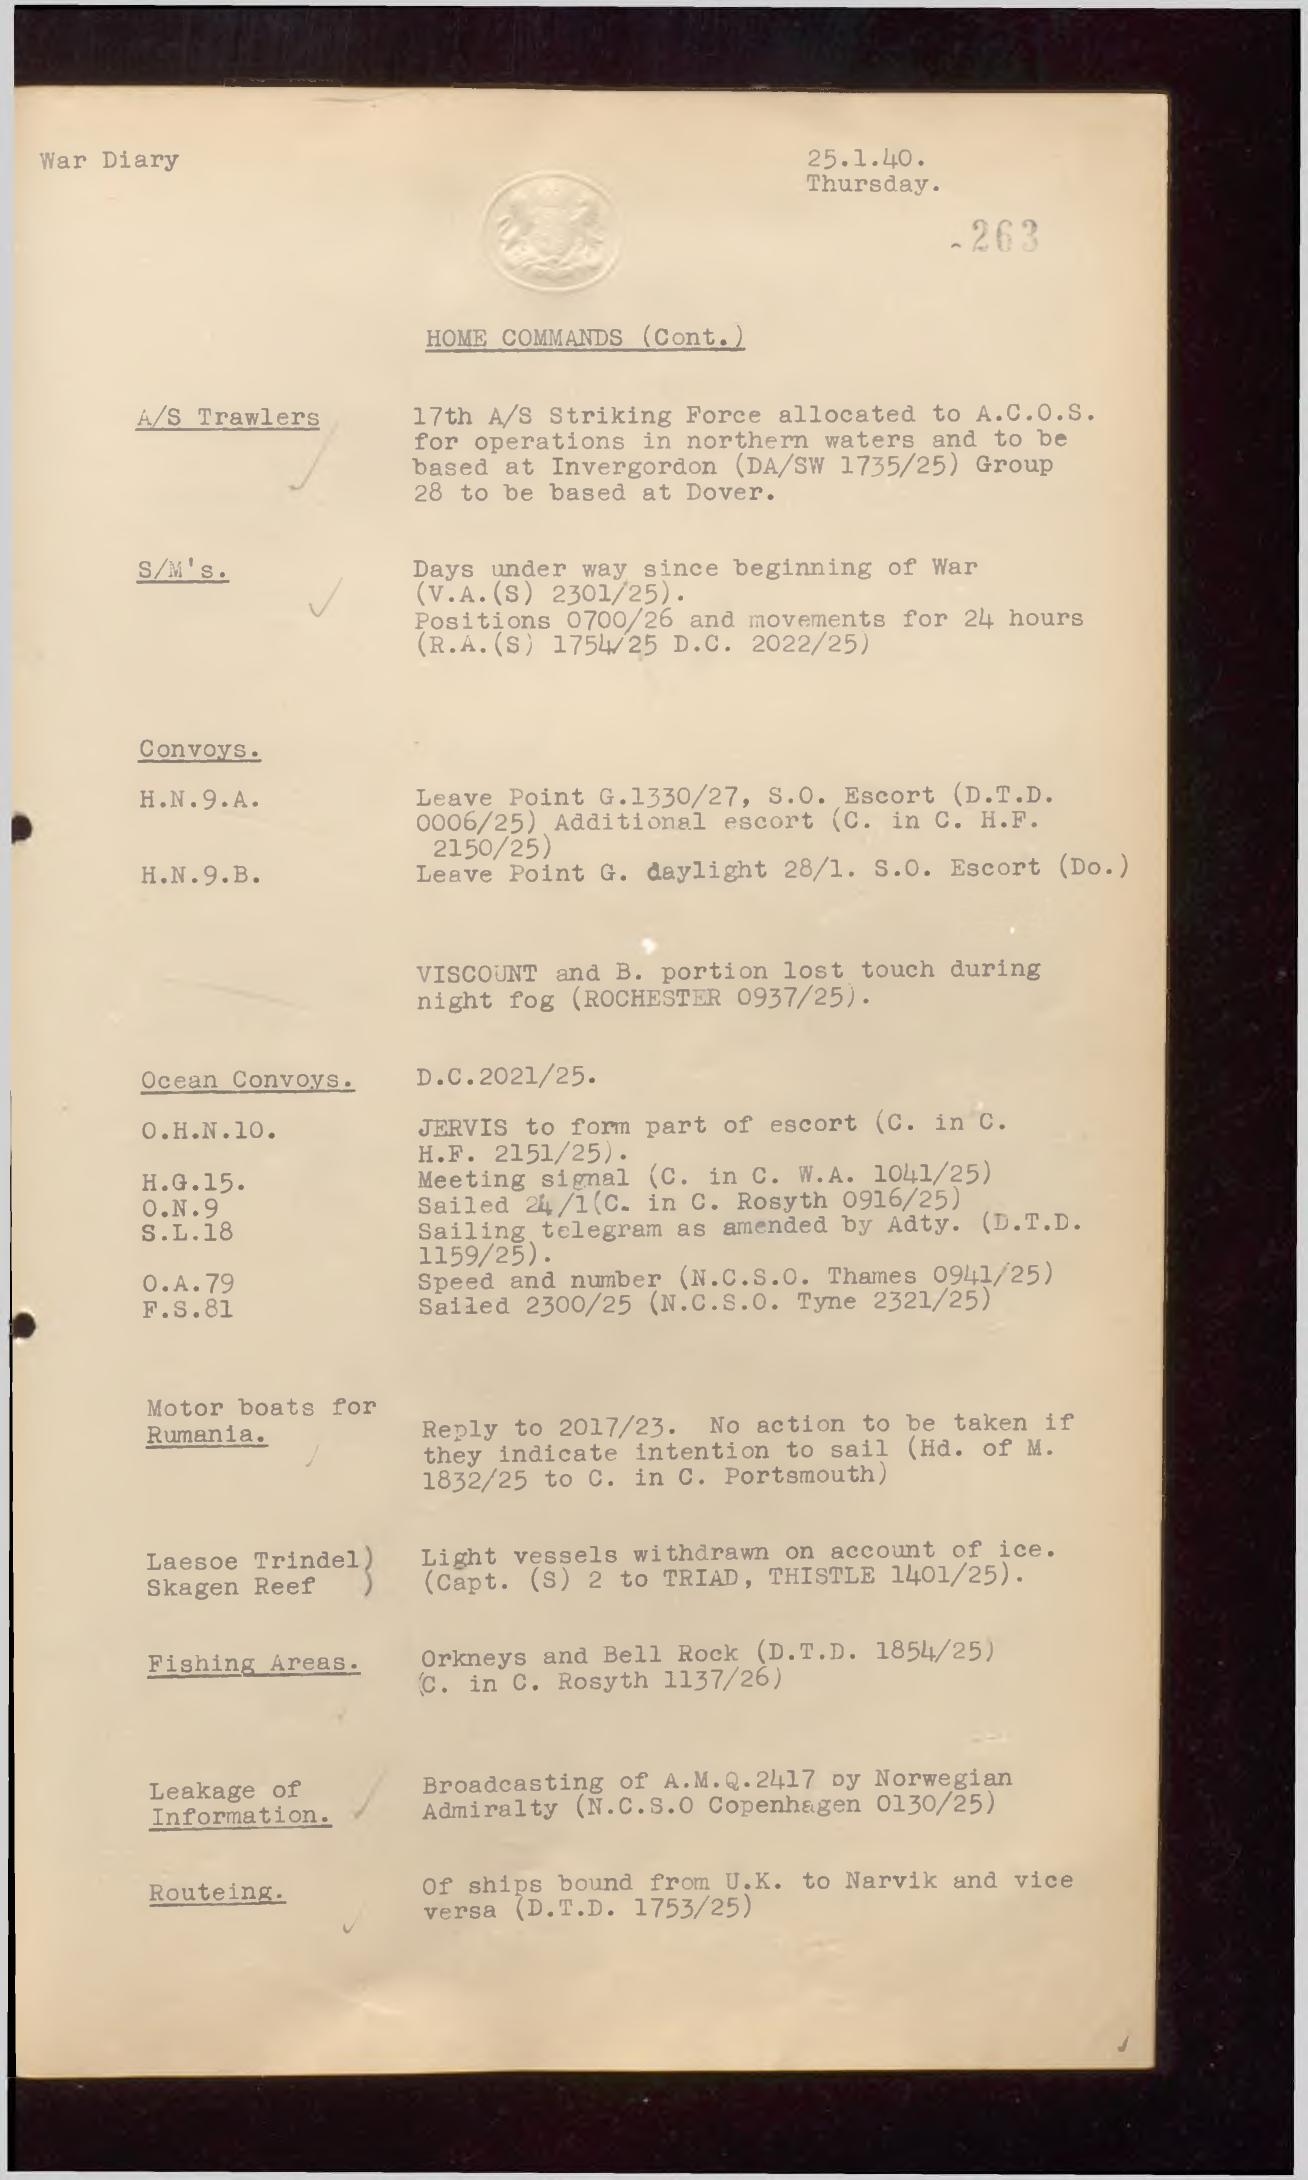 War Diary
25.1.40.
Thursday.
263
HOME COMMANDS (Cont.)
A/S Trawlers
17th A/S Striking Force allocated to A.C.O.S.
for operations in northern waters and to be
based at Invergordon (DA/SW 1735/25) Group
28 to be based at Dover.
S/M's.
Days under way since beginning of War
(V.A.(S) 2301/25).
Positions 0700/26 and movements for 24 hours
(R.A.(S) 1754/25 D.C. 2022/25)
Convoys.
H.N.9.A.
Leave Point G.1330/27, S.O. Escort (D.T.D.
0006/25) Additional escort (C. in C. H.F.
2150/25)
H.N.9.B.
Leave Point G. daylight 28/1. S.O. Escort (Do.)
VISCOUNT and B. portion lost touch during
night fog (ROCHESTER 0937/25).
Ocean Convoys.
D.C.2021/25.
O.H.N.10.
JERVIS to form part of escort (C. in C.
H.F. 2151/25).
H.G.15.
Meeting signal (C. in C. W.A. 1041/25)
O.N.9
Sailed 24/1(C. in C. Rosyth 0916/25)
S.L.18
Sailing telegram as amended by Adty. (D.T.D.
1159/25).
O.A.79
Speed and number (N.C.S.O. Thames 0941/25)
F.S.81
Sailed 2300/25 (N.C.S.O. Tyne 2321/25)
Motor boats for
Rumania.
Reply to 2017/23. No action to be taken if
they indicate intention to sail (Hd. of M.
1832/25 to C. in C. Portsmouth)
Laesoe Trindel)
Skagen Reef )
Light vessels withdrawn on account of ice.
(Capt. (S) 2 to TRIAD, THISTLE 1401/25).
Fishing Areas.
Orkneys and Bell Rock (D.T.D. 1854/25)
(C. in C. Rosyth 1137/26)
Leakage of
Information.
Broadcasting of A.M.Q.2417 by Norwegian
Admiralty (N.C.S.O Copenhagen 0130/25)
Routeing.
Of ships bound from U.K. to Narvik and vice
versa (D.T.D. 1753/25)